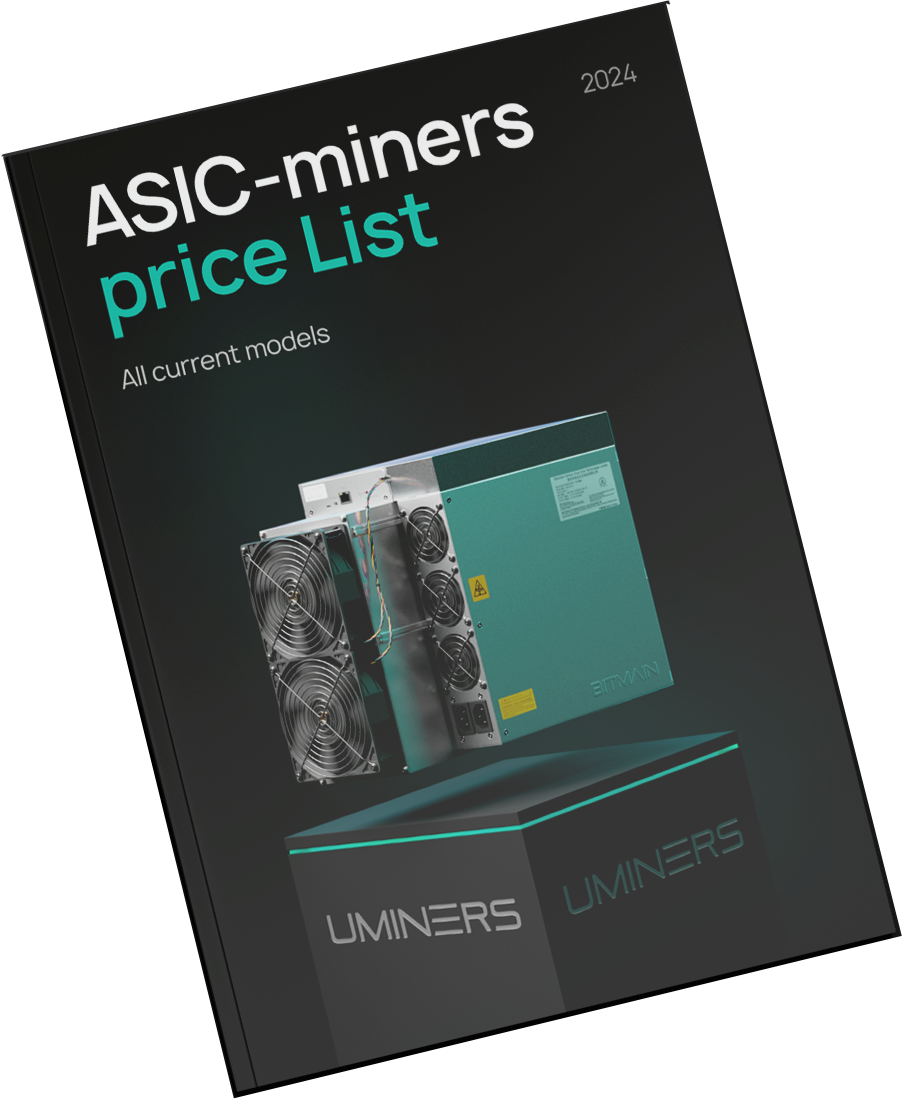 2024
ASIC-miners
price List
All current models
BITMAIN
UMINERS
UMINERS